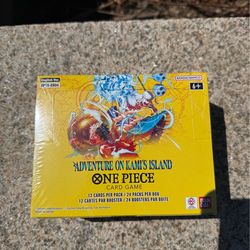 English Ver.
OP15-EB04
BANDAI
6+
ADVENTURE ON KAMI'S ISLAND
ONE PIECE
CARD GAME
12 CARDS PER PACK / 24 PACKS PER BOX
12 CARTES PAR BOOSTER / 24 BOOSTERS PAR BOITE